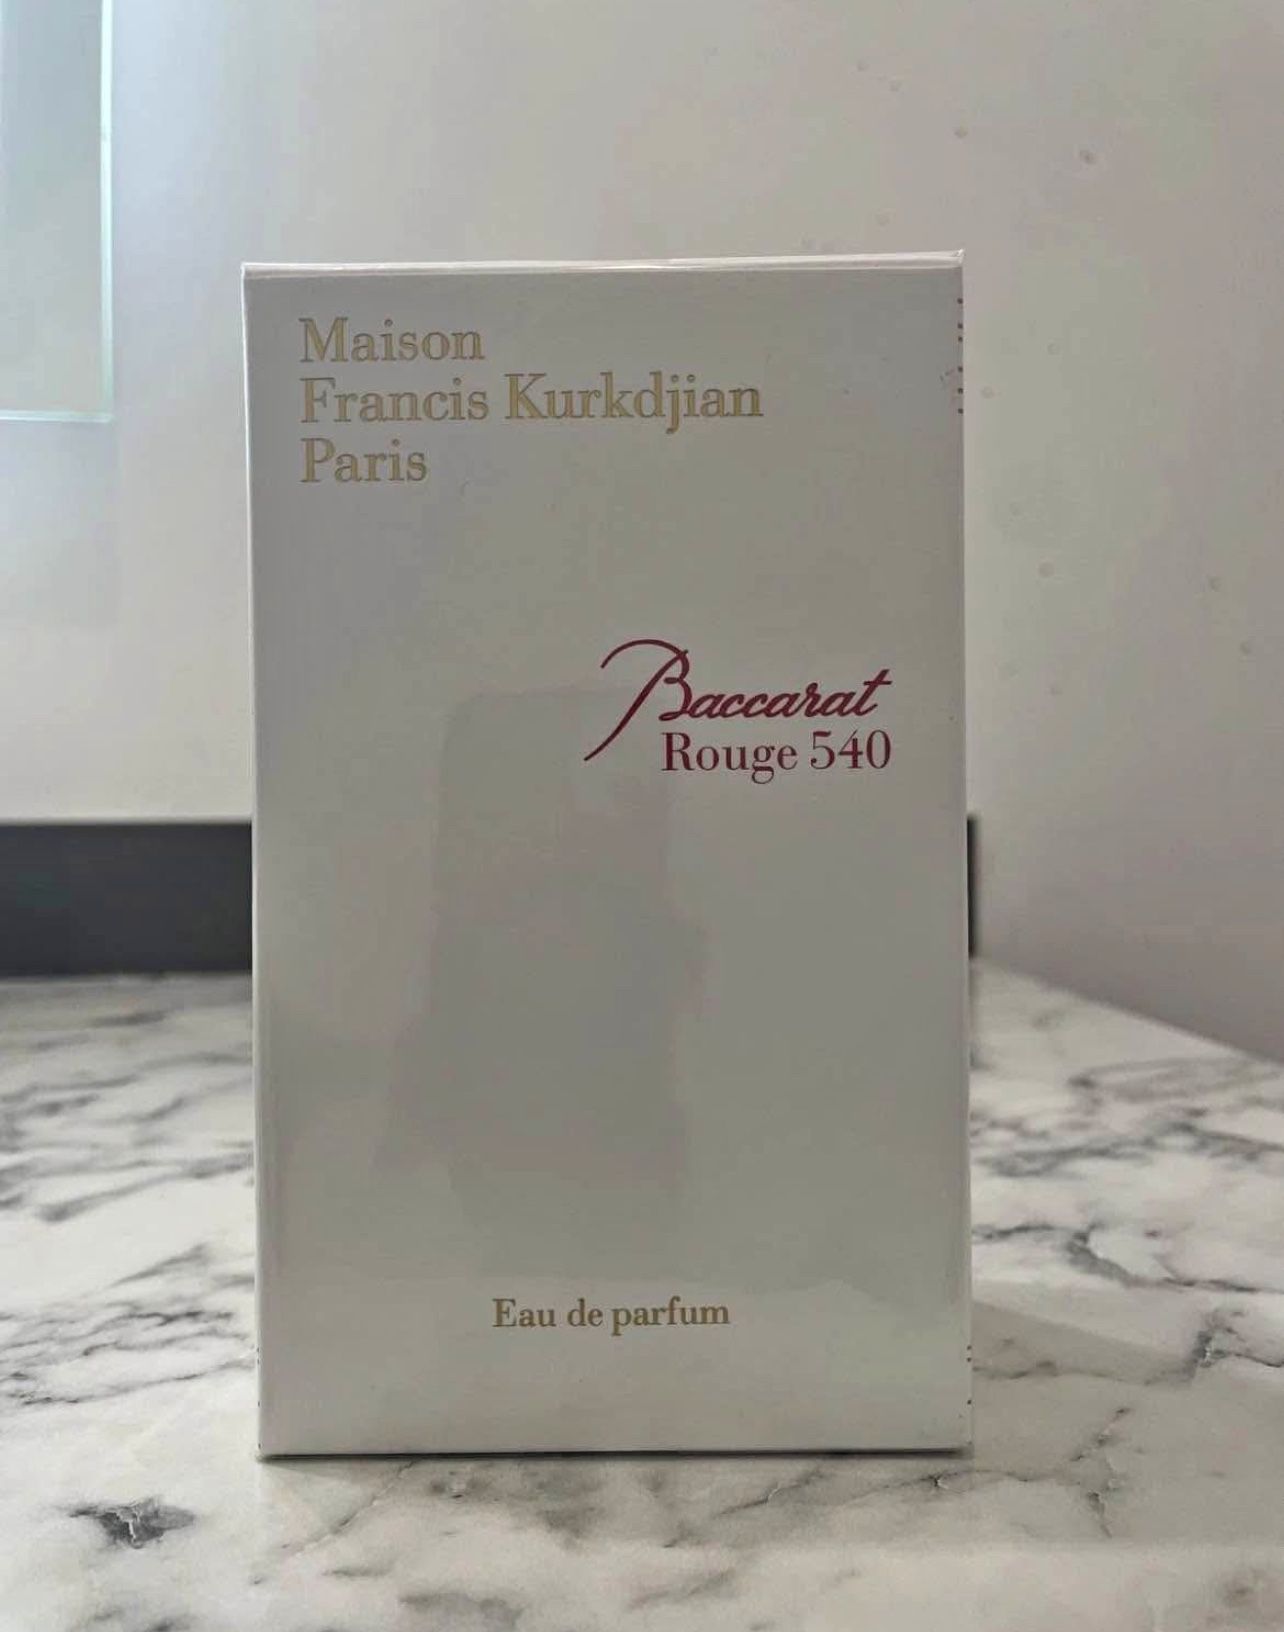 Maison
Francis Kurkdjian
Paris
Baccarat
Rouge 540
Eau de parfum